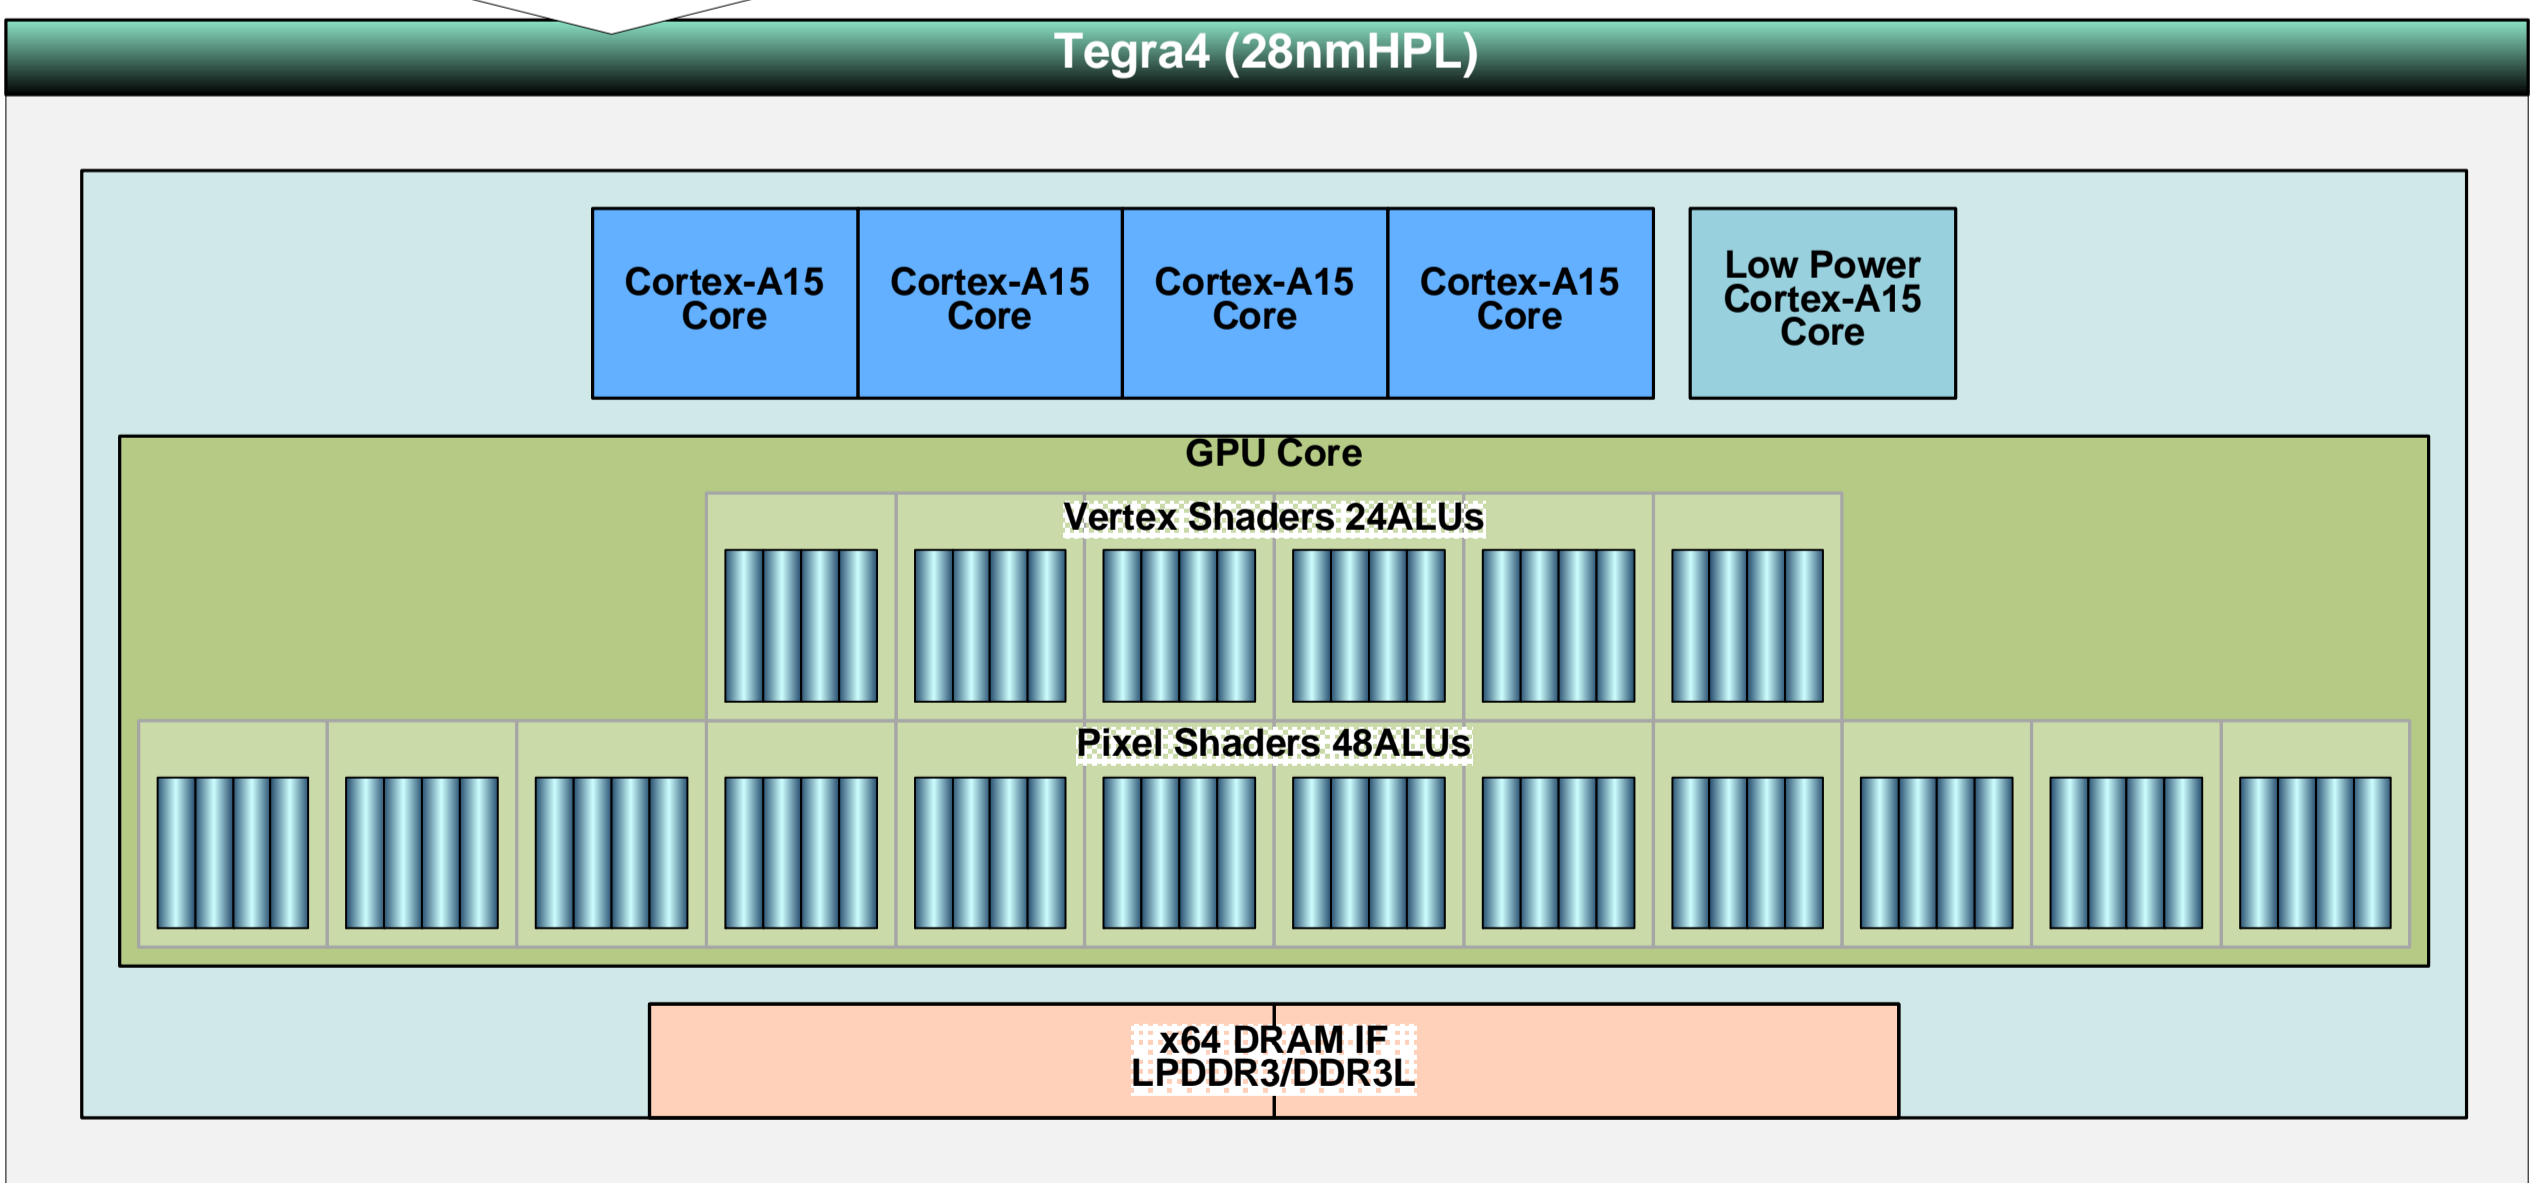 Tegra4 (28nmHPL)
Cortex-A15
Core
Cortex-A15
Core
Cortex-A15
Core
Cortex-A15
Core
Low Power
Cortex-A15
Core
GPU Core
Vertex Shaders 24ALUs
Pixel Shaders 48ALUs
x64 DRAM IF
LPDDR3/DDR3L